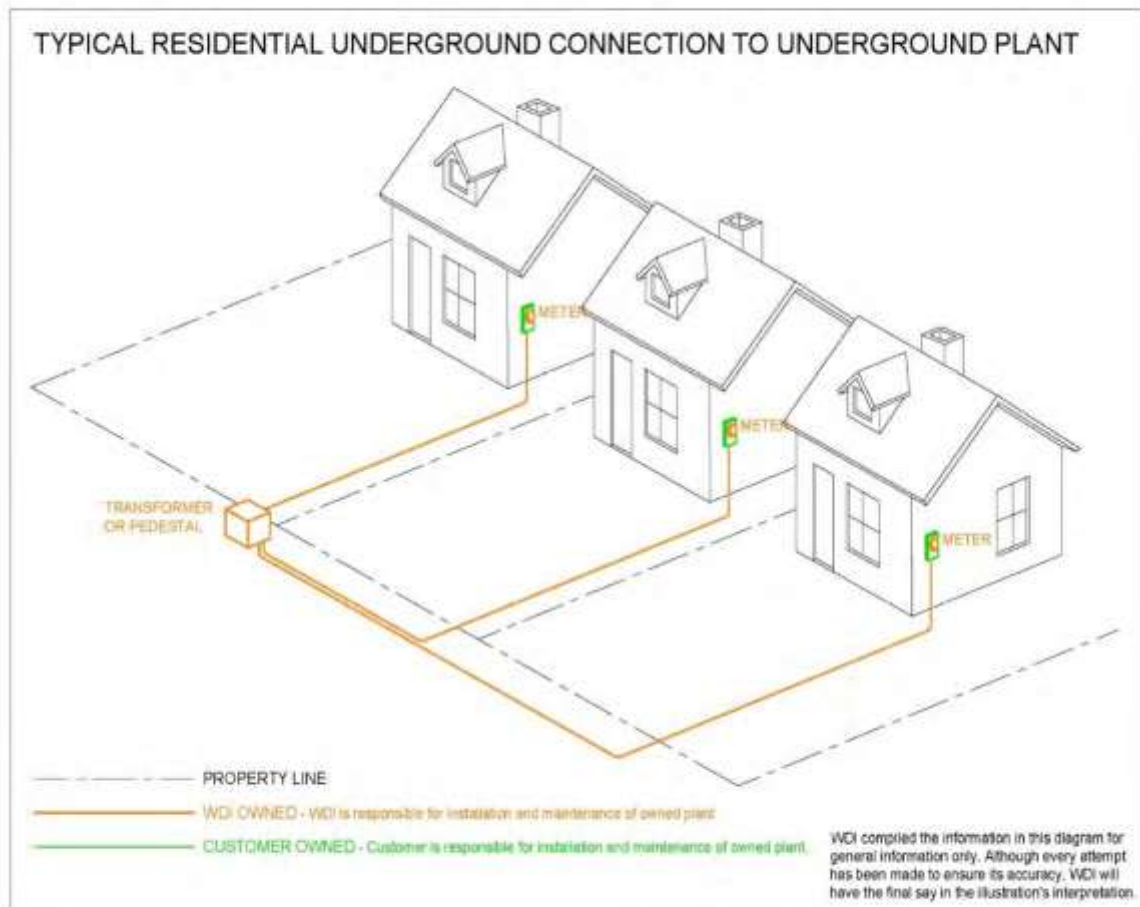 TYPICAL RESIDENTIAL UNDERGROUND CONNECTION TO UNDERGROUND PLANT
METER
METER
METER
TRANSFORMER
OR PEDESTAL
PROPERTY LINE
WDI OWNED - WDI is responsible for installation and maintenance of owned plant
CUSTOMER OWNED - Customer is responsible for installation and maintenance of owned plant.
WDI compiled the information in this diagram for
general information only. Although every attempt
has been made to ensure its accuracy, WDI will
have the final say in the illustration's interpretation.